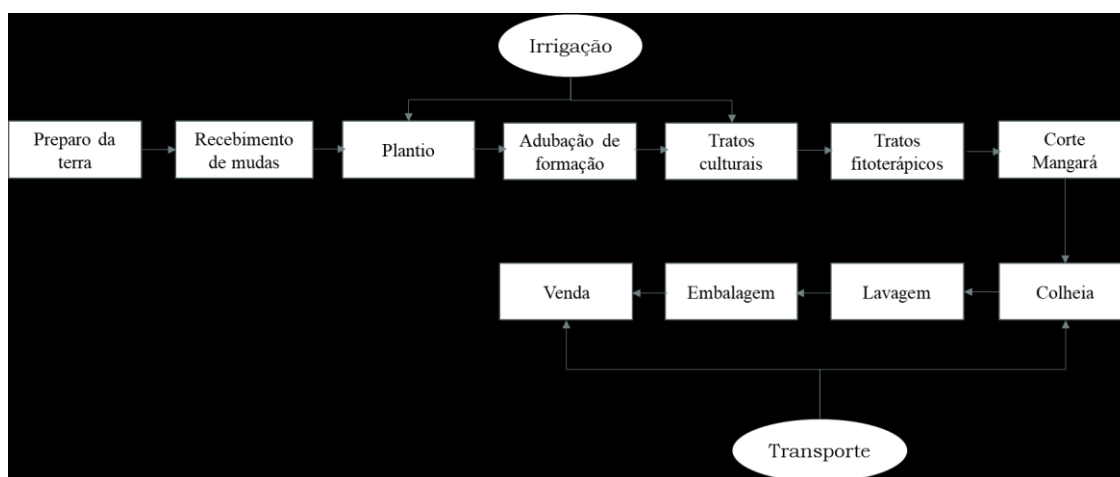 Irrigação
Preparo da
terra
Recebimento
de mudas
Plantio
Adubação de
formação
Tratos
culturais
Tratos
fitoterápicos
Corte
Mangará
Venda
Embalagem
Lavagem
Colheia
Transporte